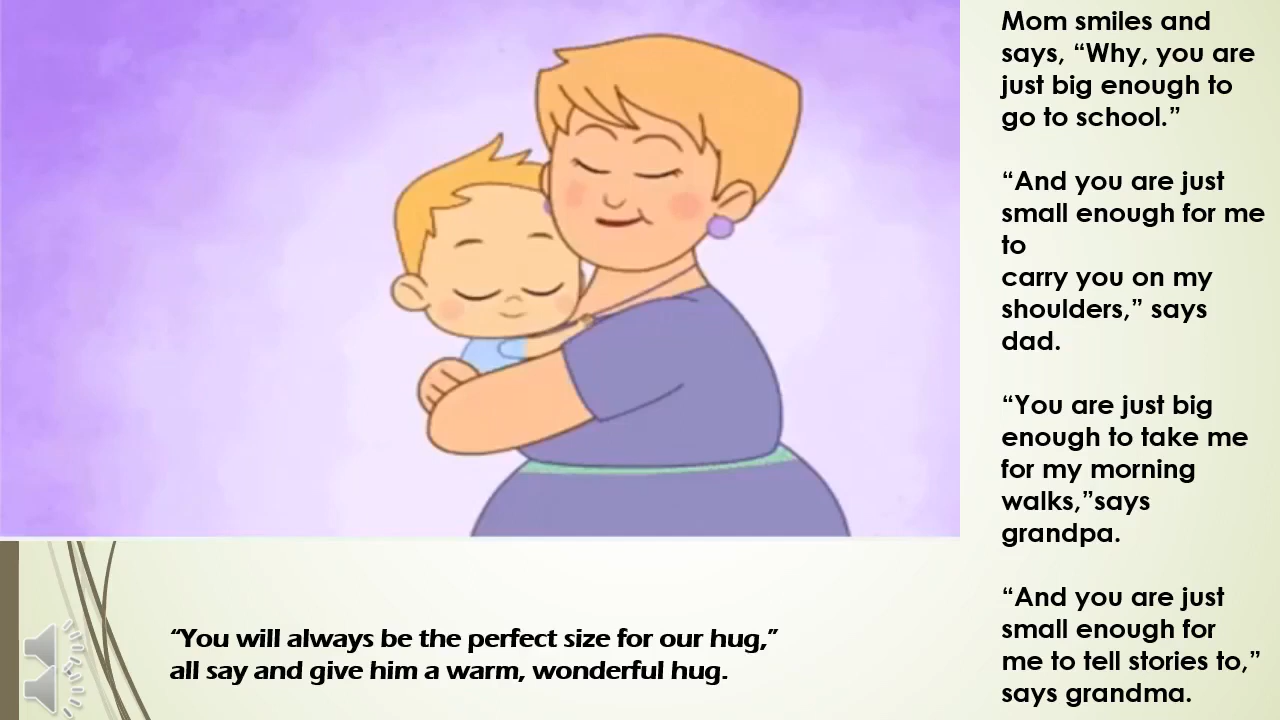 Mom smiles and
says, “Why, you are
just big enough to
go to school.”
“And you are just
small enough for me
to
carry you on my
shoulders,” says
dad.
“You are just big
enough to take me
for my morning
walks,”says
grandpa.
“And you are just
small enough for
me to tell stories to,”
says grandma.
“You will always be the perfect size for our hug,”
all say and give him a warm, wonderful hug.